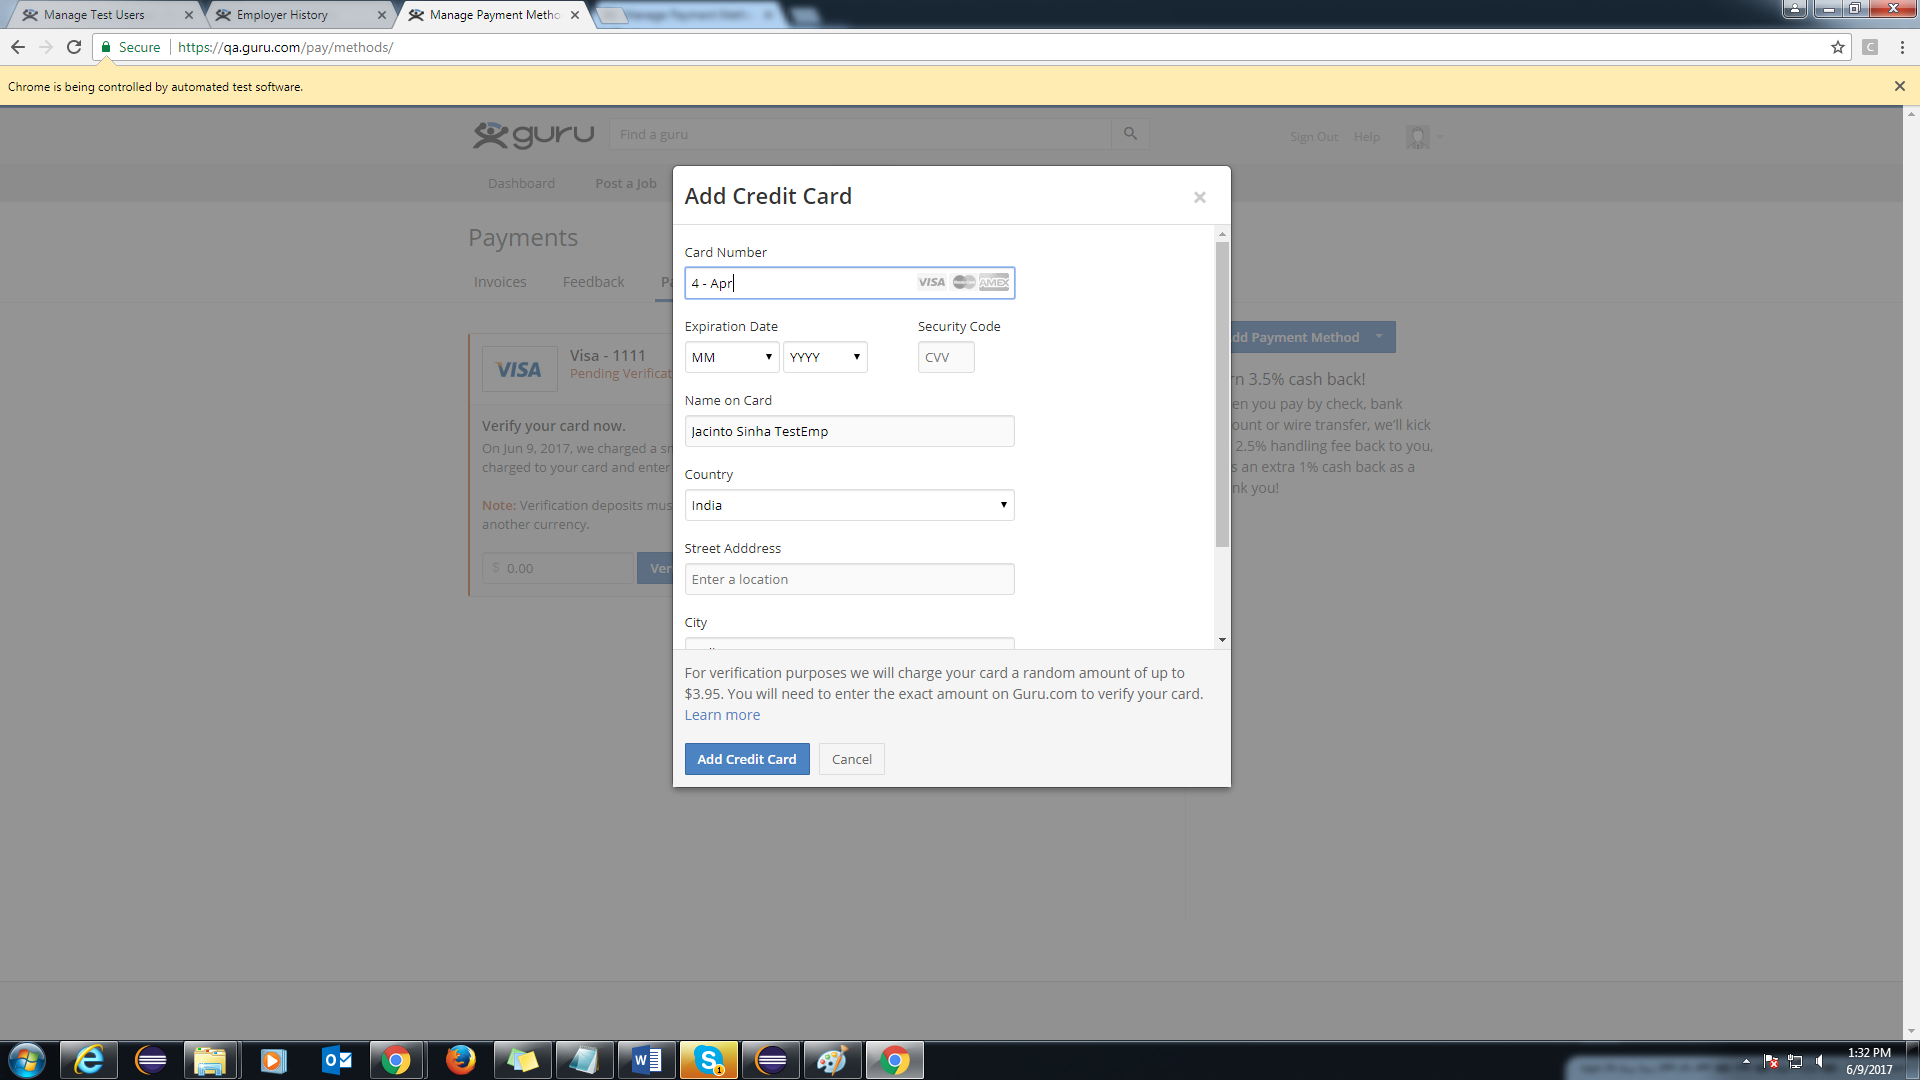 Manage Test Users
Employer History
Manage Payment Metho
Secure
https://qa.guru.com/pay/methods/
C
Chrome is being controlled by automated test software.
guru
Find a guru
Sign Out
Help
Dashboard
Post a Job
Payments
Invoices
Feedback
Pa
Add Credit Card
Card Number
4 - Apr
VISA
AMEX
Expiration Date
Security Code
MM
YYYY
CVV
Name on Card
Jacinto Sinha TestEmp
Country
India
Street Adddress
Enter a location
City
For verification purposes we will charge your card a random amount of up to
$3.95. You will need to enter the exact amount on Guru.com to verify your card.
Learn more
Add Credit Card
Cancel
VISA
Visa - 1111
Pending Verificat
Verify your card now.
On Jun 9, 2017, we charged a sm
charged to your card and enter
Note: Verification deposits mus
another currency.
$ 0.00
Ver
dd Payment Method
n 3.5% cash back!
en you pay by check, bank
ount or wire transfer, we'll kick
2.5% handling fee back to you,
s an extra 1% cash back as a
nk you!
1:32 PM
6/9/2017